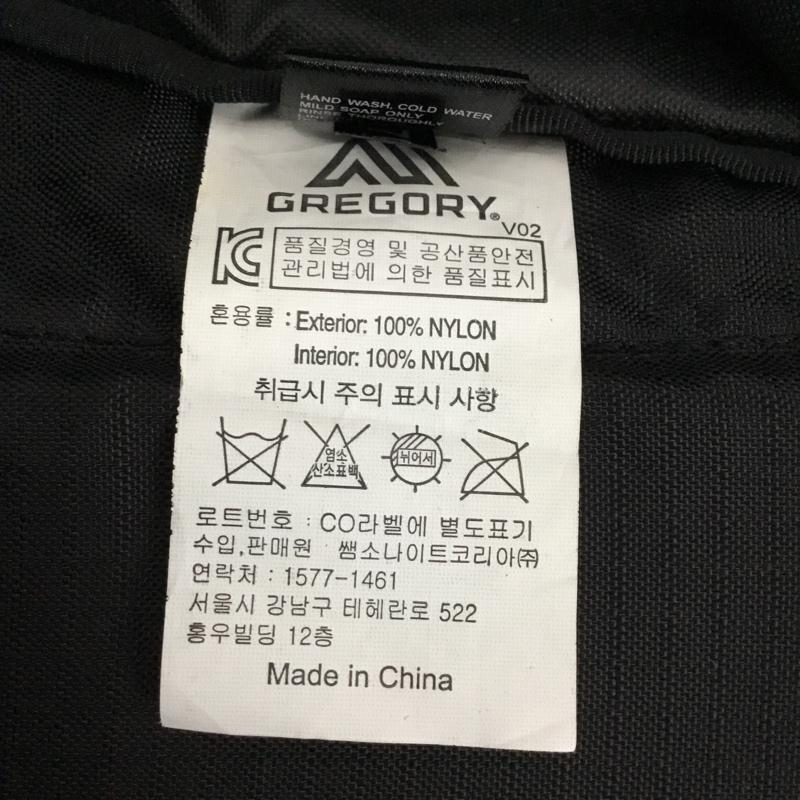 HAND WASH, COLD WATER
MILD SOAP ONLY
RINSE THOROUGHLY
GREGORY®
V02
품질경영 및 공산품안전
관리법에 의한 품질표시
혼용률 : Exterior: 100% NYLON
Interior: 100% NYLON
취급시 주의 표시 사항
염소
산소표백
뉘어서
로트번호 : CO라벨에 별도표기
수입,판매원 : 쌤소나이트코리아㈜
연락처 : 1577-1461
서울시 강남구 테헤란로 522
홍우빌딩 12층
Made in China